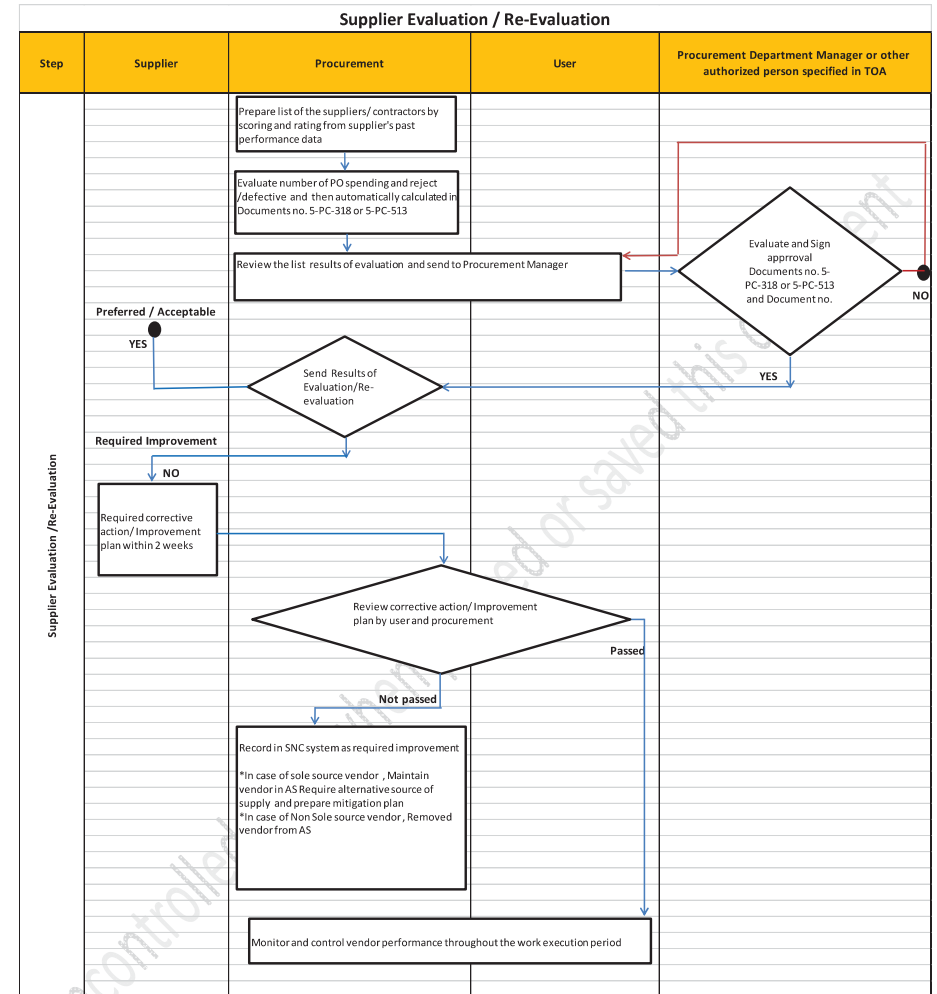 Supplier Evaluation / Re-Evaluation
Step
Supplier
Procurement
User
Procurement Department Manager or other
authorized person specified in TOA
Supplier Evaluation /Re-Evaluation
Prepare list of the suppliers/ contractors by
scoring and rating from supplier's past
performance data
Evaluate number of PO spending and reject
/defective and then automatically calculated in
Documents no. 5-PC-318 or 5-PC-513
Review the list results of evaluation and send to Procurement Manager
Evaluate and Sign
approval
Documents no. 5-
PC-318 or 5-PC-513
and Document no.
NO
Preferred / Acceptable
YES
Send Results of
Evaluation/Re-
evaluation
YES
Required Improvement
NO
Required corrective
action/ Improvement
plan within 2 weeks
Review corrective action/ Improvement
plan by user and procurement
Passed
Not passed
Record in SNC system as required improvement
*In case of sole source vendor , Maintain
vendor in AS Require alternative source of
supply and prepare mitigation plan
*In case of Non Sole source vendor , Removed
vendor from AS
Monitor and control vendor performance throughout the work execution period
or saved this